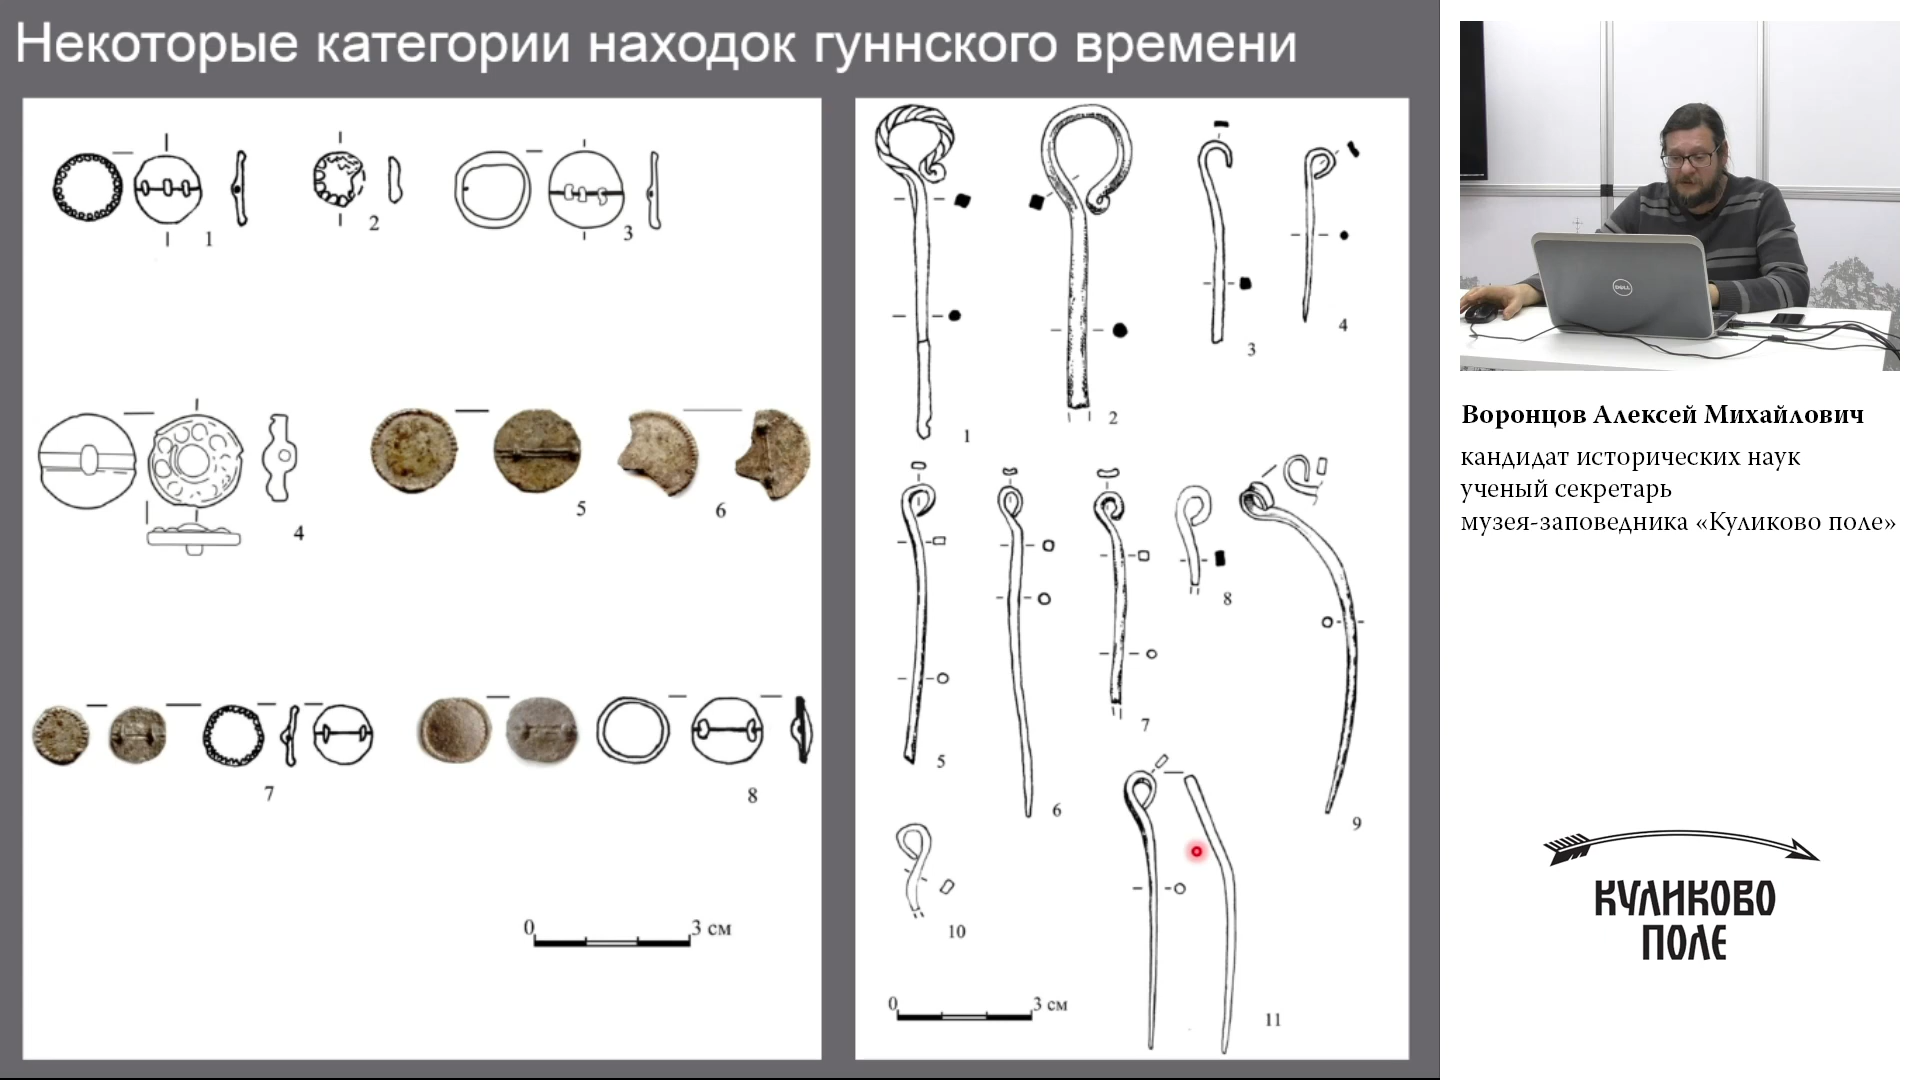 Некоторые категории находок гуннского времени
1
2
3
4
5
6
7
8
0 3 см
1
2
3
4
5
6
7
8
9
10
11
0 3 см
DELL
Воронцов Алексей Михайлович
кандидат исторических наук
ученый секретарь
музея-заповедника «Куликово поле»
КУЛИКОВО
ПОЛЕ